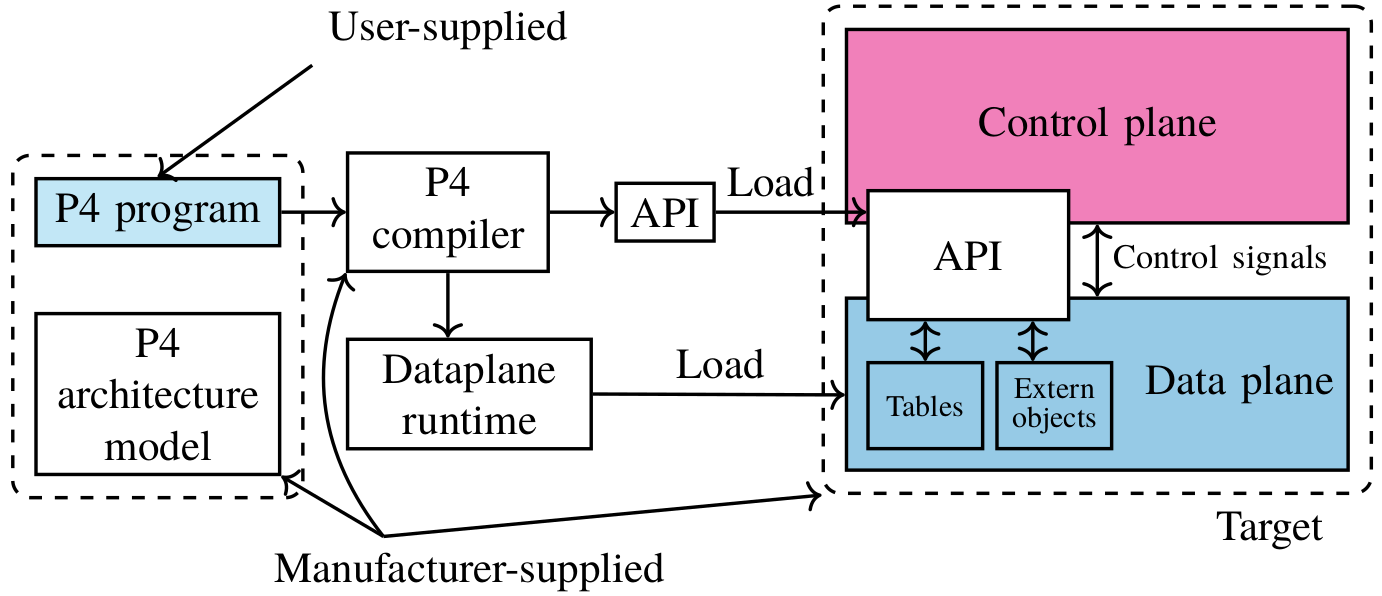 User-supplied
P4 program
P4
architecture
model
P4
compiler
Dataplane
runtime
API
Load
Load
Control plane
API
Control signals
Tables
Extern
objects
Data plane
Target
Manufacturer-supplied